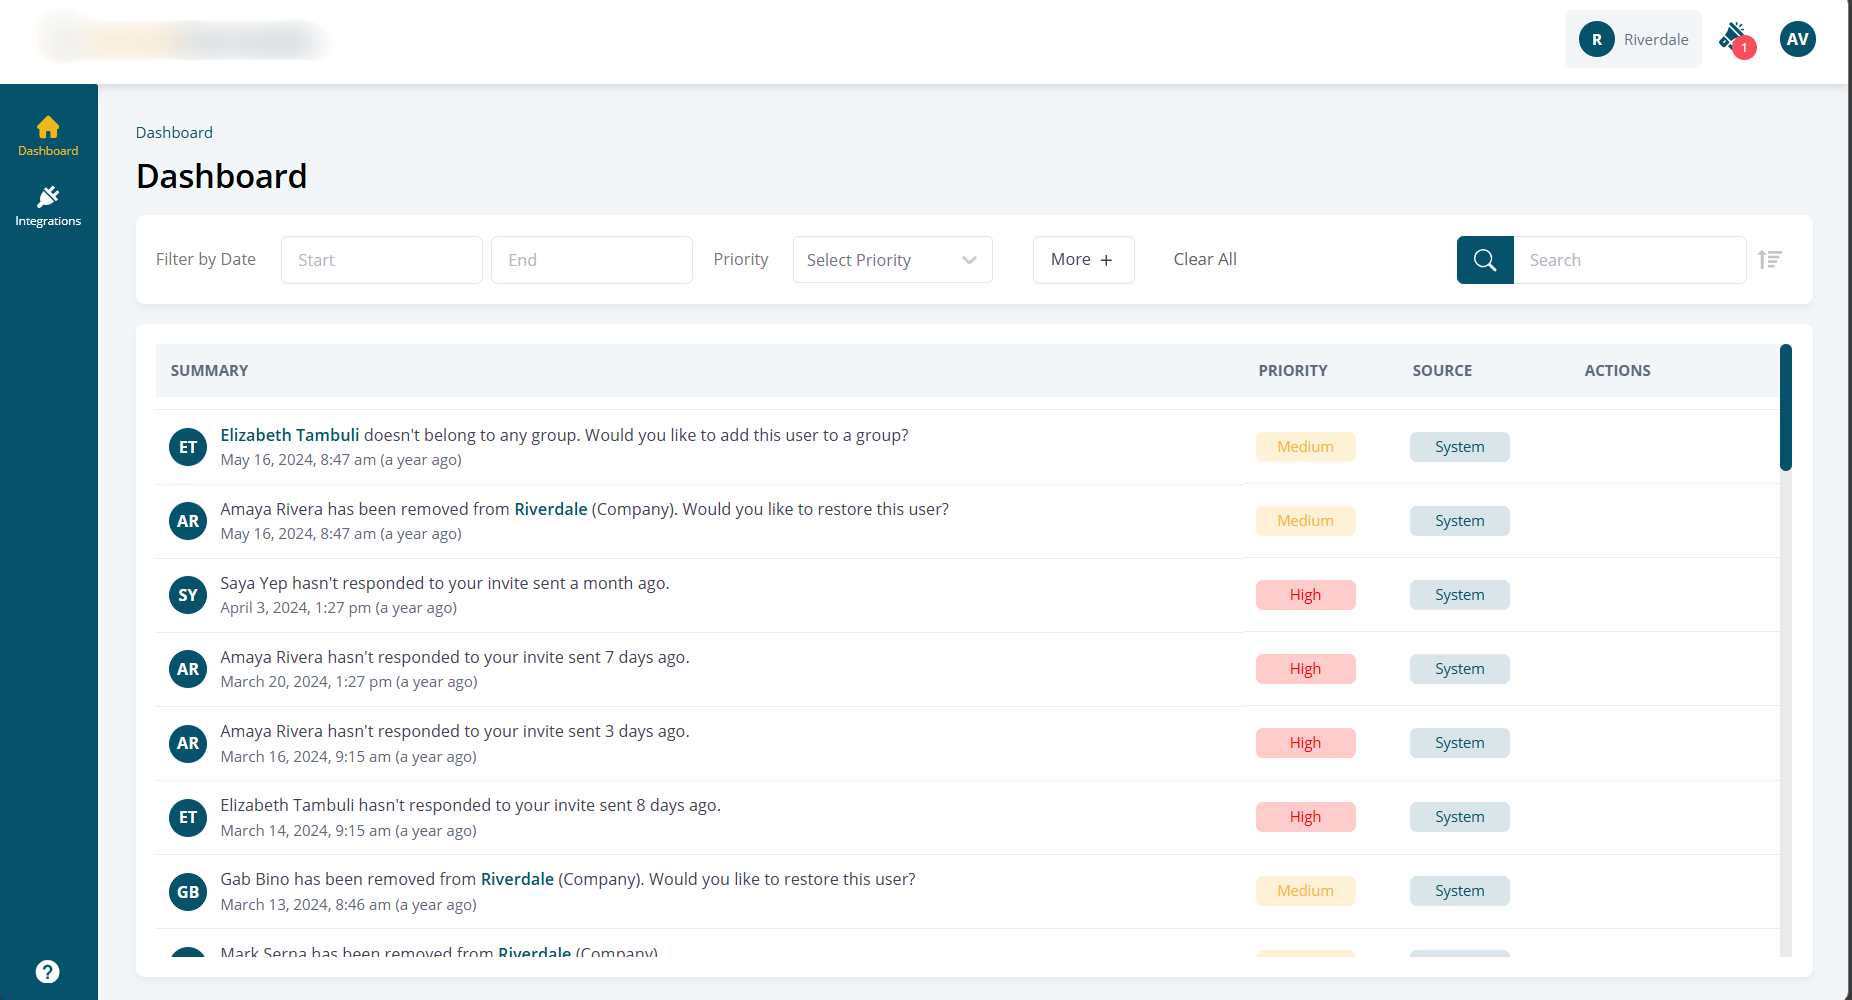 R Riverdale 1 AV
Dashboard
Integrations
Dashboard
Dashboard
Filter by Date Start End Priority Select Priority More + Clear All Search
SUMMARY PRIORITY SOURCE ACTIONS
ET Elizabeth Tambuli doesn't belong to any group. Would you like to add this user to a group? Medium System
May 16, 2024, 8:47 am (a year ago)
AR Amaya Rivera has been removed from Riverdale (Company). Would you like to restore this user? Medium System
May 16, 2024, 8:47 am (a year ago)
SY Saya Yep hasn't responded to your invite sent a month ago. High System
April 3, 2024, 1:27 pm (a year ago)
AR Amaya Rivera hasn't responded to your invite sent 7 days ago. High System
March 20, 2024, 1:27 pm (a year ago)
AR Amaya Rivera hasn't responded to your invite sent 3 days ago. High System
March 16, 2024, 9:15 am (a year ago)
ET Elizabeth Tambuli hasn't responded to your invite sent 8 days ago. High System
March 14, 2024, 9:15 am (a year ago)
GB Gab Bino has been removed from Riverdale (Company). Would you like to restore this user? Medium System
March 13, 2024, 8:46 am (a year ago)
Mark Serna has been removed from Riverdale (Company)
?